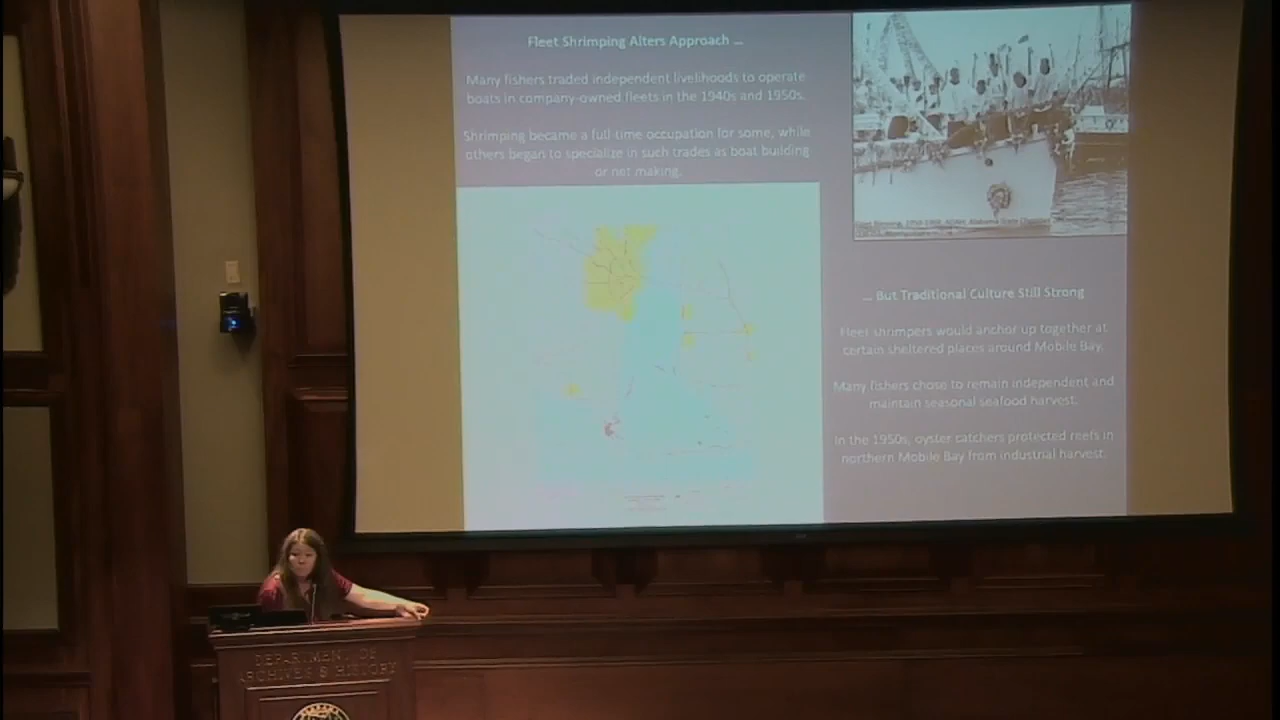 Fleet Shrimping Alters Approach ...
Many fishers traded independent livelihoods to operate
boats in company-owned fleets in the 1940s and 1950s.
Shrimping became a full-time occupation for some, while
others began to specialize in such trades as boat building
or net making.
... But Traditional Culture Still Strong
Fleet shrimpers would anchor up together at
certain sheltered places around Mobile Bay.
Many fishers chose to remain independent and
maintain seasonal seafood harvest.
In the 1950s, oyster catchers protected reefs in
northern Mobile Bay from industrial harvest.
DEPARTMENT OF
ARCHIVES & HISTORY